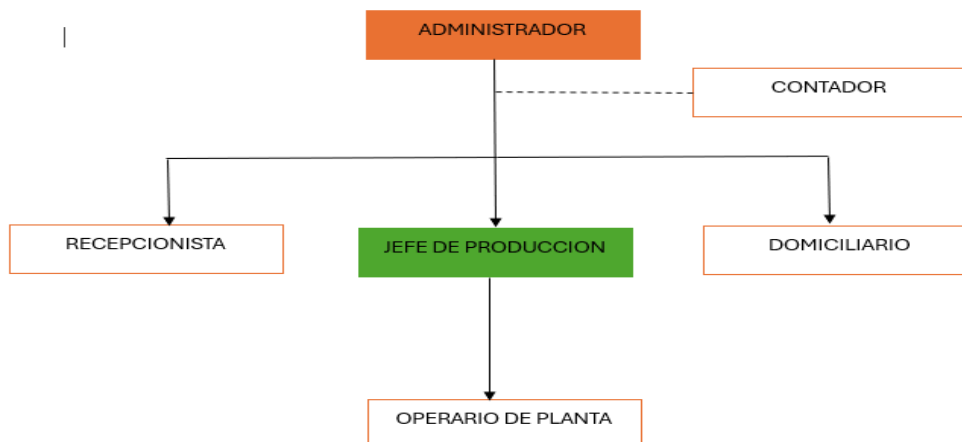 ADMINISTRADOR
CONTADOR
RECEPCIONISTA
JEFE DE PRODUCCION
DOMICILIARIO
OPERARIO DE PLANTA